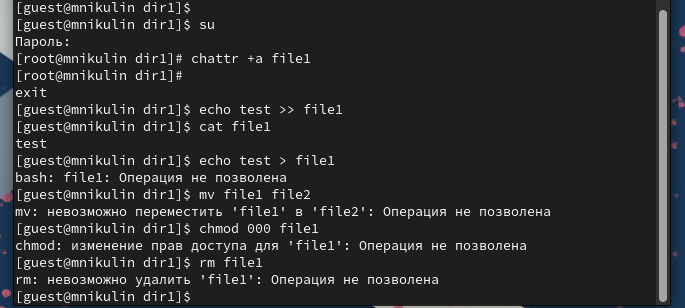 [guest@mnikulin dir1]$
[guest@mnikulin dir1]$ su
Пароль:
[root@mnikulin dir1]# chattr +a file1
[root@mnikulin dir1]#
exit
[guest@mnikulin dir1]$ echo test >> file1
[guest@mnikulin dir1]$ cat file1
test
[guest@mnikulin dir1]$ echo test > file1
bash: file1: Операция не позволена
[guest@mnikulin dir1]$ mv file1 file2
mv: невозможно переместить 'file1' в 'file2': Операция не позволена
[guest@mnikulin dir1]$ chmod 000 file1
chmod: изменение прав доступа для 'file1': Операция не позволена
[guest@mnikulin dir1]$ rm file1
rm: невозможно удалить 'file1': Операция не позволена
[guest@mnikulin dir1]$